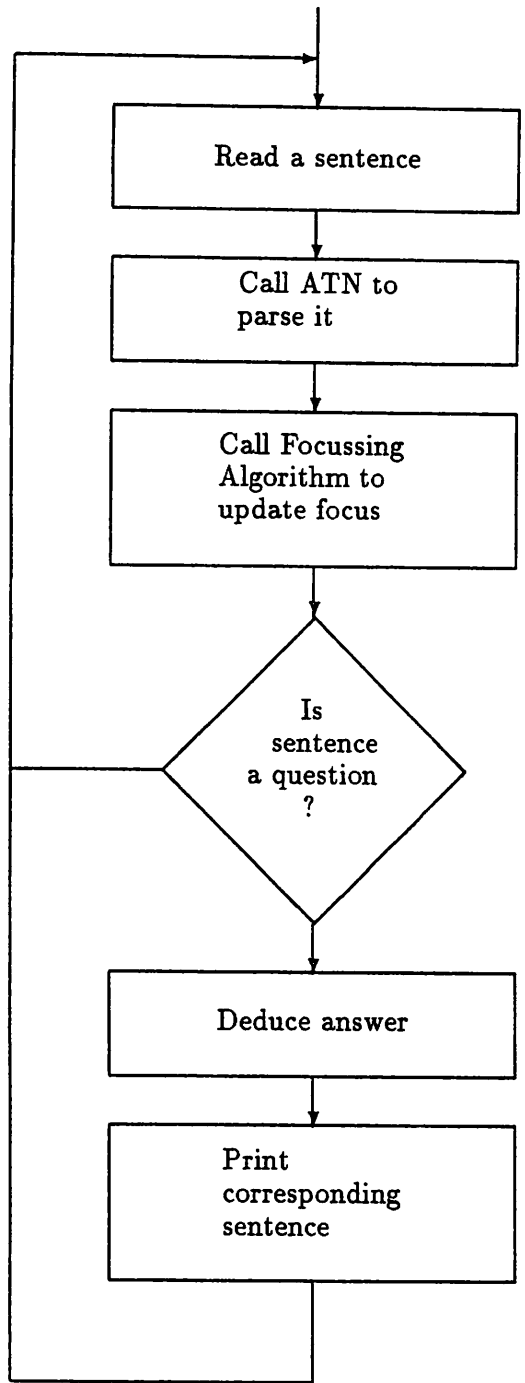 Read a sentence
Call ATN to
parse it
Call Focussing
Algorithm to
update focus
Is
sentence
a question
?
Deduce answer
Print
corresponding
sentence